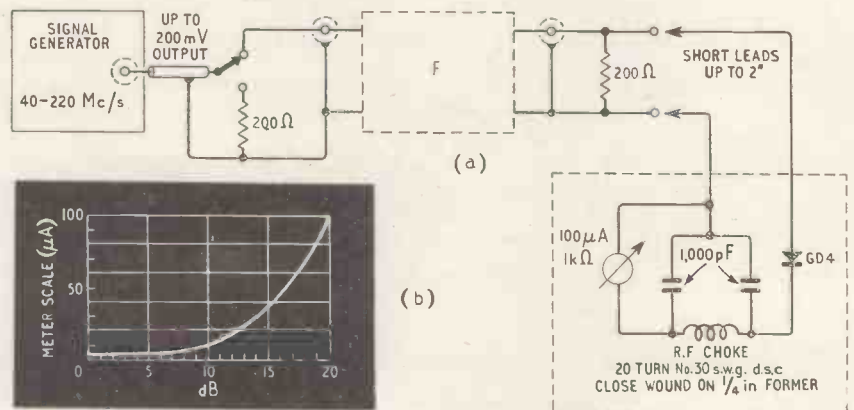 SIGNAL
GENERATOR
40-220 Mc/s
UP TO
200mV
OUTPUT
200Ω
F
200Ω
SHORT LEADS
UP TO 2"
(a)
100μA
1kΩ
1,000pF
GD4
R.F CHOKE
20 TURN No.30 s.w.g. d.s.c
CLOSE WOUND ON 1/4 in FORMER
METER SCALE (μA)
100
50
0
5
10
15
20
dB
(b)